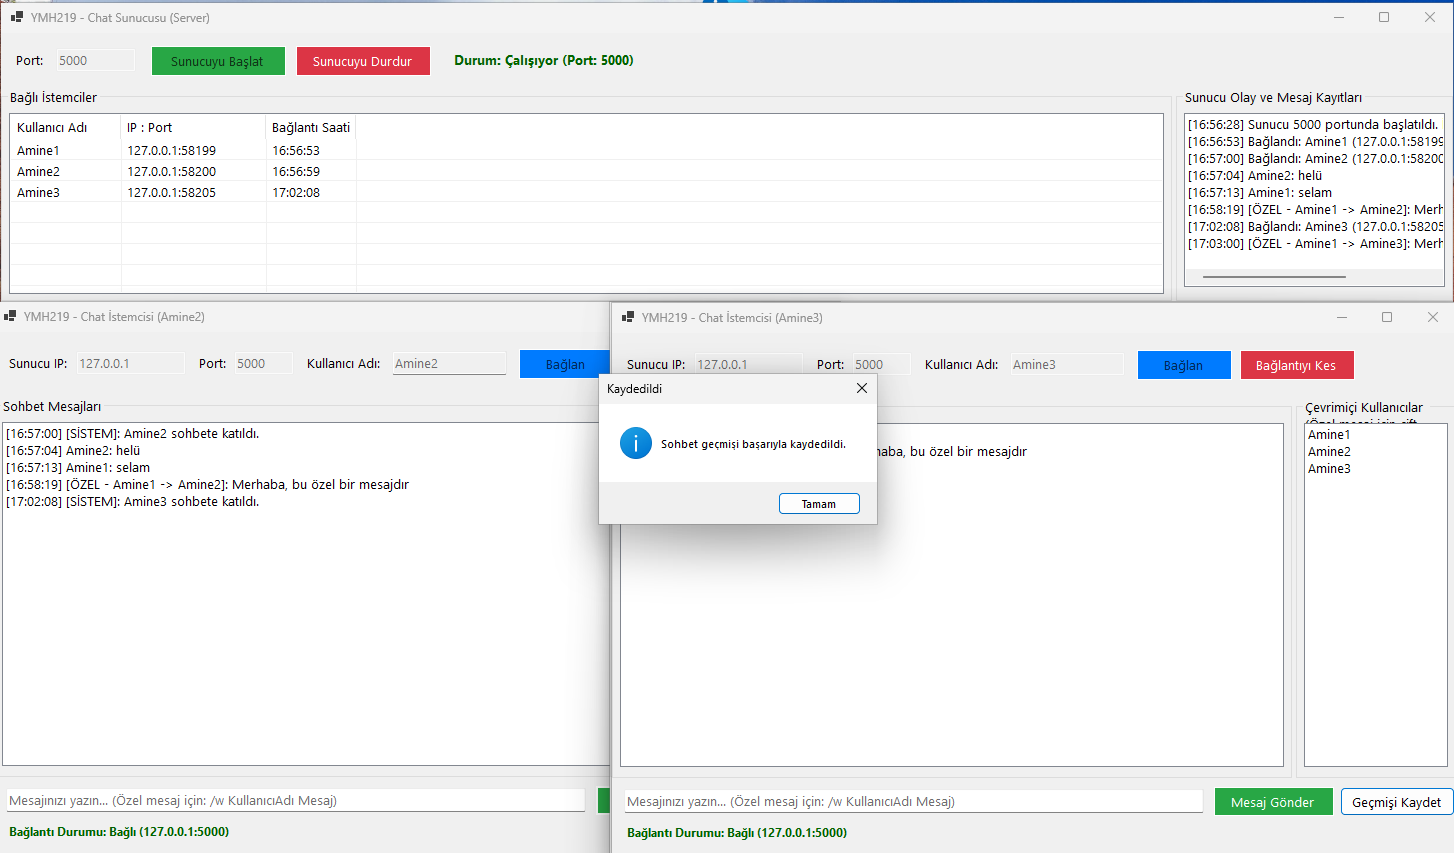 YMH219 - Chat Sunucusu (Server)
Port: 5000 Sunucuyu Başlat Sunucuyu Durdur Durum: Çalışıyor (Port: 5000)
Bağlı İstemciler
Kullanıcı Adı IP : Port Bağlantı Saati
Amine1 127.0.0.1:58199 16:56:53
Amine2 127.0.0.1:58200 16:56:59
Amine3 127.0.0.1:58205 17:02:08
Sunucu Olay ve Mesaj Kayıtları
[16:56:28] Sunucu 5000 portunda başlatıldı.
[16:56:53] Bağlandı: Amine1 (127.0.0.1:58199
[16:57:00] Bağlandı: Amine2 (127.0.0.1:58200
[16:57:04] Amine2: helü
[16:57:13] Amine1: selam
[16:58:19] [ÖZEL - Amine1 -> Amine2]: Merh
[17:02:08] Bağlandı: Amine3 (127.0.0.1:58205
[17:03:00] [ÖZEL - Amine1 -> Amine3]: Merh
YMH219 - Chat İstemcisi (Amine2)
Sunucu IP: 127.0.0.1 Port: 5000 Kullanıcı Adı: Amine2 Bağlan
Sohbet Mesajları
[16:57:00] [SİSTEM]: Amine2 sohbete katıldı.
[16:57:04] Amine2: helü
[16:57:13] Amine1: selam
[16:58:19] [ÖZEL - Amine1 -> Amine2]: Merhaba, bu özel bir mesajdır
[17:02:08] [SİSTEM]: Amine3 sohbete katıldı.
Mesajınızı yazın... (Özel mesaj için: /w KullanıcıAdı Mesaj)
Bağlantı Durumu: Bağlı (127.0.0.1:5000)
YMH219 - Chat İstemcisi (Amine3)
Sunucu IP: 127.0.0.1 Port: 5000 Kullanıcı Adı: Amine3 Bağlan Bağlantıyı Kes
Kaydedildi
Sohbet geçmişi başarıyla kaydedildi.
Tamam
haba, bu özel bir mesajdır
Çevrimiçi Kullanıcılar
(Özel mesaj için çift
Amine1
Amine2
Amine3
Mesajınızı yazın... (Özel mesaj için: /w KullanıcıAdı Mesaj) Mesaj Gönder Geçmişi Kaydet
Bağlantı Durumu: Bağlı (127.0.0.1:5000)